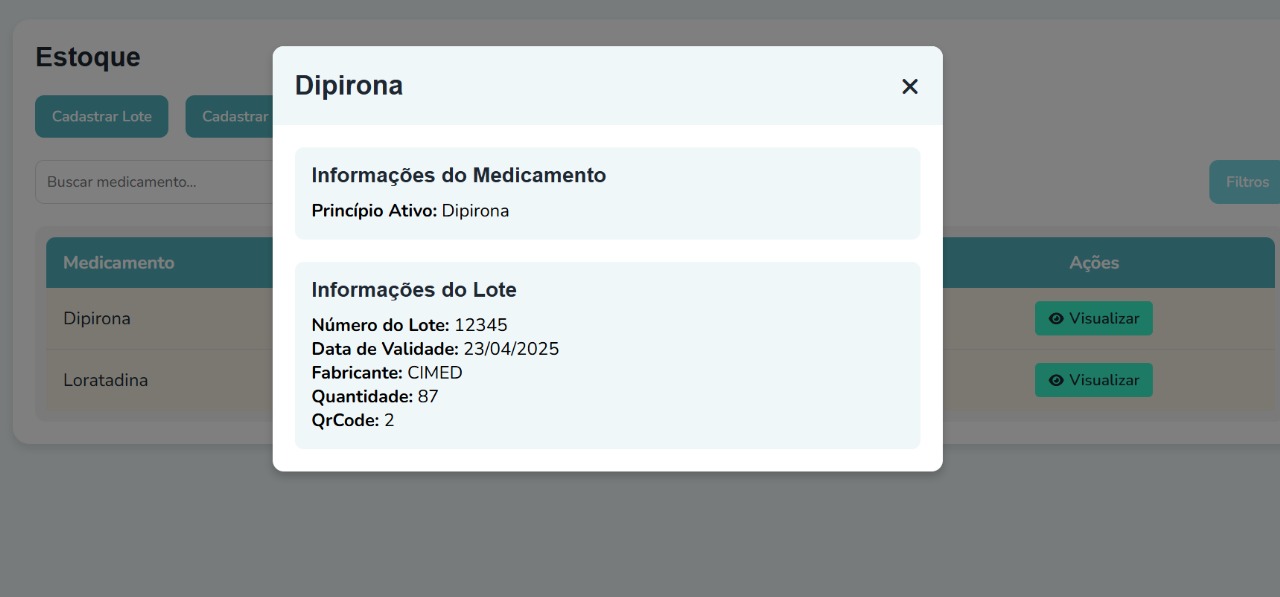 Estoque
Cadastrar Lote
Cadastrar
Buscar medicamento...
Filtros
Medicamento
Ações
Dipirona
Visualizar
Loratadina
Visualizar
Dipirona
Informações do Medicamento
Princípio Ativo: Dipirona
Informações do Lote
Número do Lote: 12345
Data de Validade: 23/04/2025
Fabricante: CIMED
Quantidade: 87
QrCode: 2